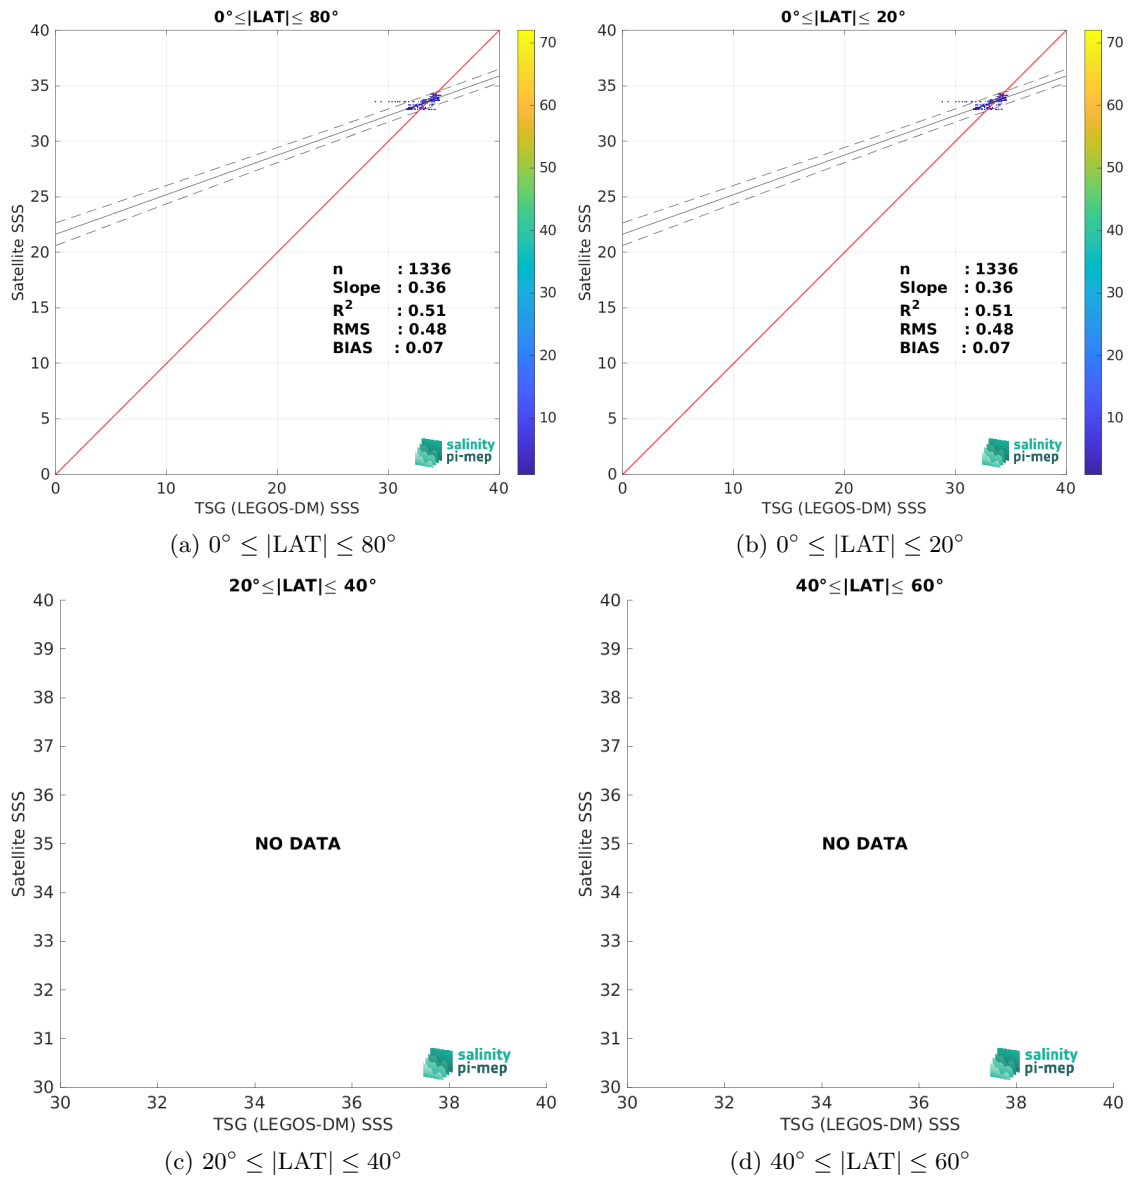 0°≤|LAT|≤ 80°
40
35
30
25
20
15
10
5
0
Satellite SSS
n : 1336
Slope : 0.36
R² : 0.51
RMS : 0.48
BIAS : 0.07
salinity
pi-mep
0 10 20 30 40
TSG (LEGOS-DM) SSS
70
60
50
40
30
20
10
(a) 0° ≤ |LAT| ≤ 80°
0°≤|LAT|≤ 20°
40
35
30
25
20
15
10
5
0
Satellite SSS
n : 1336
Slope : 0.36
R² : 0.51
RMS : 0.48
BIAS : 0.07
salinity
pi-mep
0 10 20 30 40
TSG (LEGOS-DM) SSS
70
60
50
40
30
20
10
(b) 0° ≤ |LAT| ≤ 20°
20°≤|LAT|≤ 40°
40
39
38
37
36
35
34
33
32
31
30
Satellite SSS
NO DATA
salinity
pi-mep
30 32 34 36 38 40
TSG (LEGOS-DM) SSS
(c) 20° ≤ |LAT| ≤ 40°
40°≤|LAT|≤ 60°
40
39
38
37
36
35
34
33
32
31
30
Satellite SSS
NO DATA
salinity
pi-mep
30 32 34 36 38 40
TSG (LEGOS-DM) SSS
(d) 40° ≤ |LAT| ≤ 60°